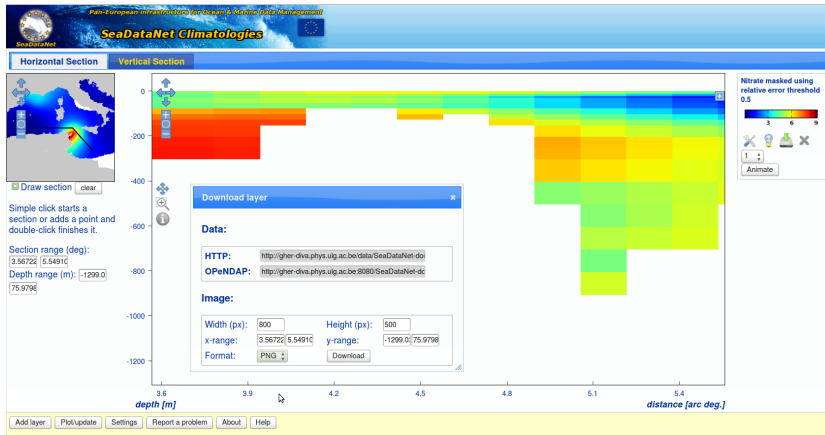 Pan-European infrastructure for Ocean & Marine Data Management
SeaDataNet Climatologies
SeaDataNet
Horizontal Section
Vertical Section
Draw section
clear
Simple click starts a
section or adds a point and
double-click finishes it.
Section range (deg):
3.56722 5.54910
Depth range (m): -1299.0
75.9798
0
-200
-400
-600
-800
-1000
-1200
3.6 3.9 4.2 4.5 4.8 5.1 5.4
depth [m]
distance [arc deg.]
Download layer
x
Data:
HTTP: http://gher-diva.phys.ulg.ac.be/data/SeaDataNet-do
OPeNDAP: http://gher-diva.phys.ulg.ac.be:8080/SeaDataNet-dc
Image:
Width (px): 800 Height (px): 500
x-range: 3.56722 5.54910 y-range: -1299.0 75.9798
Format: PNG Download
Nitrate masked using
relative error threshold
0.5
3 6 9
1
Animate
Add layer Plot/update Settings Report a problem About Help